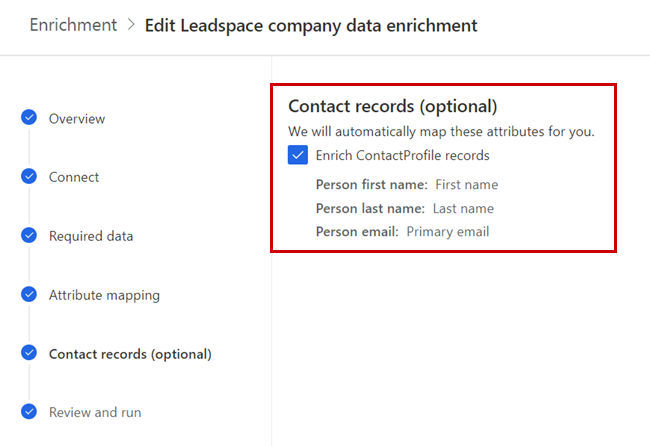 Enrichment > Edit Leadspace company data enrichment
Overview
Connect
Required data
Attribute mapping
Contact records (optional)
Review and run
Contact records (optional)
We will automatically map these attributes for you.
Enrich ContactProfile records
Person first name: First name
Person last name: Last name
Person email: Primary email